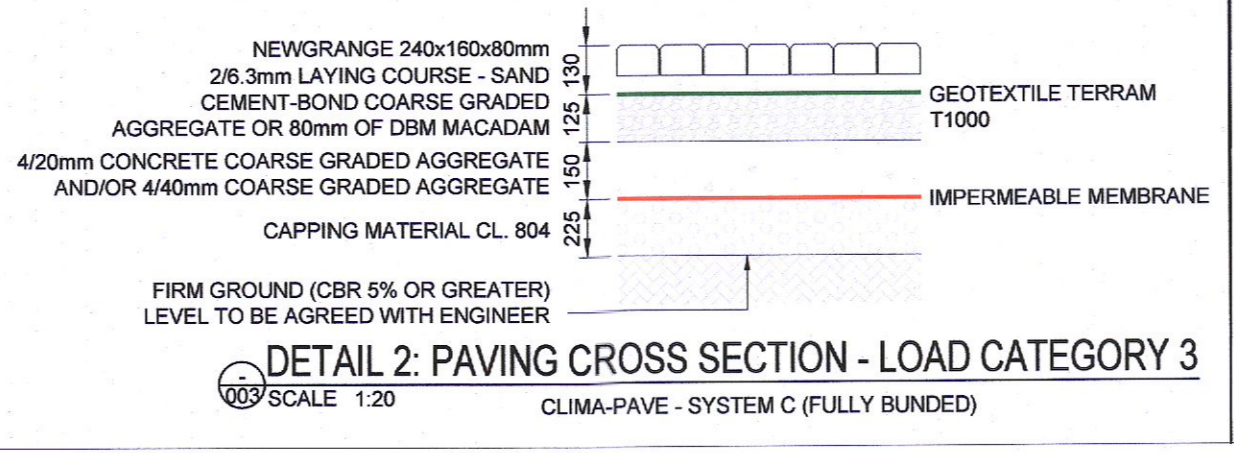 NEWGRANGE 240x160x80mm
2/6.3mm LAYING COURSE - SAND
130
CEMENT-BOND COARSE GRADED
AGGREGATE OR 80mm OF DBM MACADAM
125
4/20mm CONCRETE COARSE GRADED AGGREGATE
AND/OR 4/40mm COARSE GRADED AGGREGATE
150
CAPPING MATERIAL CL. 804
225
FIRM GROUND (CBR 5% OR GREATER)
LEVEL TO BE AGREED WITH ENGINEER
GEOTEXTILE TERRAM
T1000
IMPERMEABLE MEMBRANE
-
003
DETAIL 2: PAVING CROSS SECTION - LOAD CATEGORY 3
SCALE 1:20
CLIMA-PAVE - SYSTEM C (FULLY BUNDED)